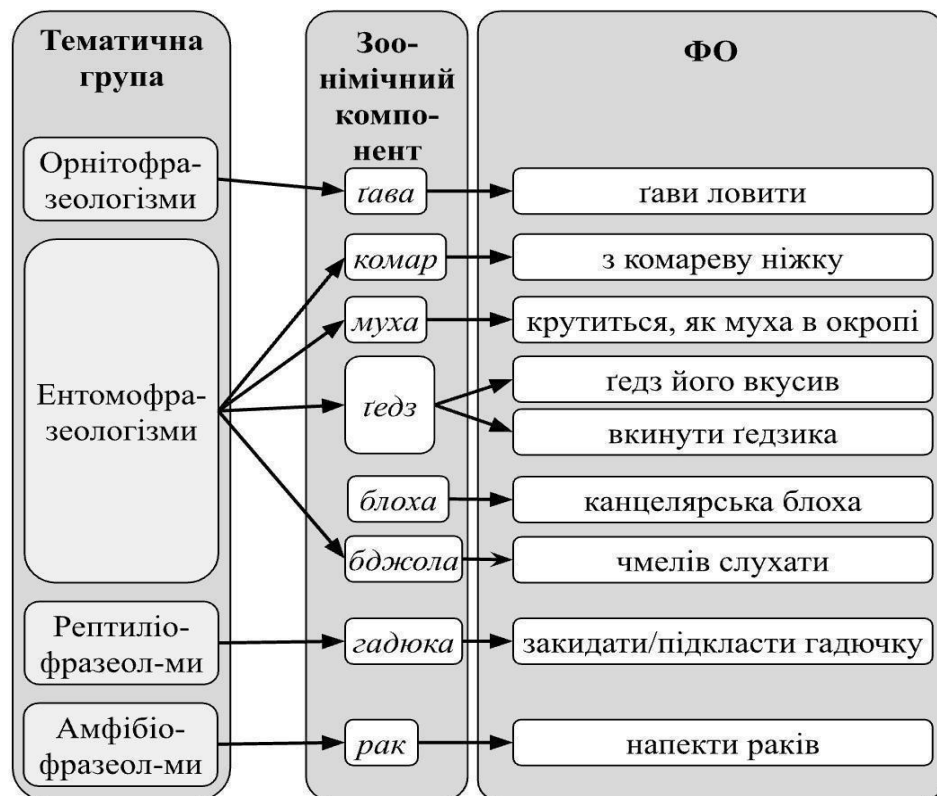 Тематична
група
Зоо-
німічний
компо-
нент
ФО
Орнітофра-
зеологізми
ґава
ґави ловити
Ентомофра-
зеологізми
комар
з комареву ніжку
муха
крутиться, як муха в окропі
ґедз
ґедз його вкусив
вкинути ґедзика
блоха
канцелярська блоха
бджола
чмелів слухати
Рептиліо-
фразеол-ми
гадюка
закидати/підкласти гадючку
Амфібіо-
фразеол-ми
рак
напекти раків